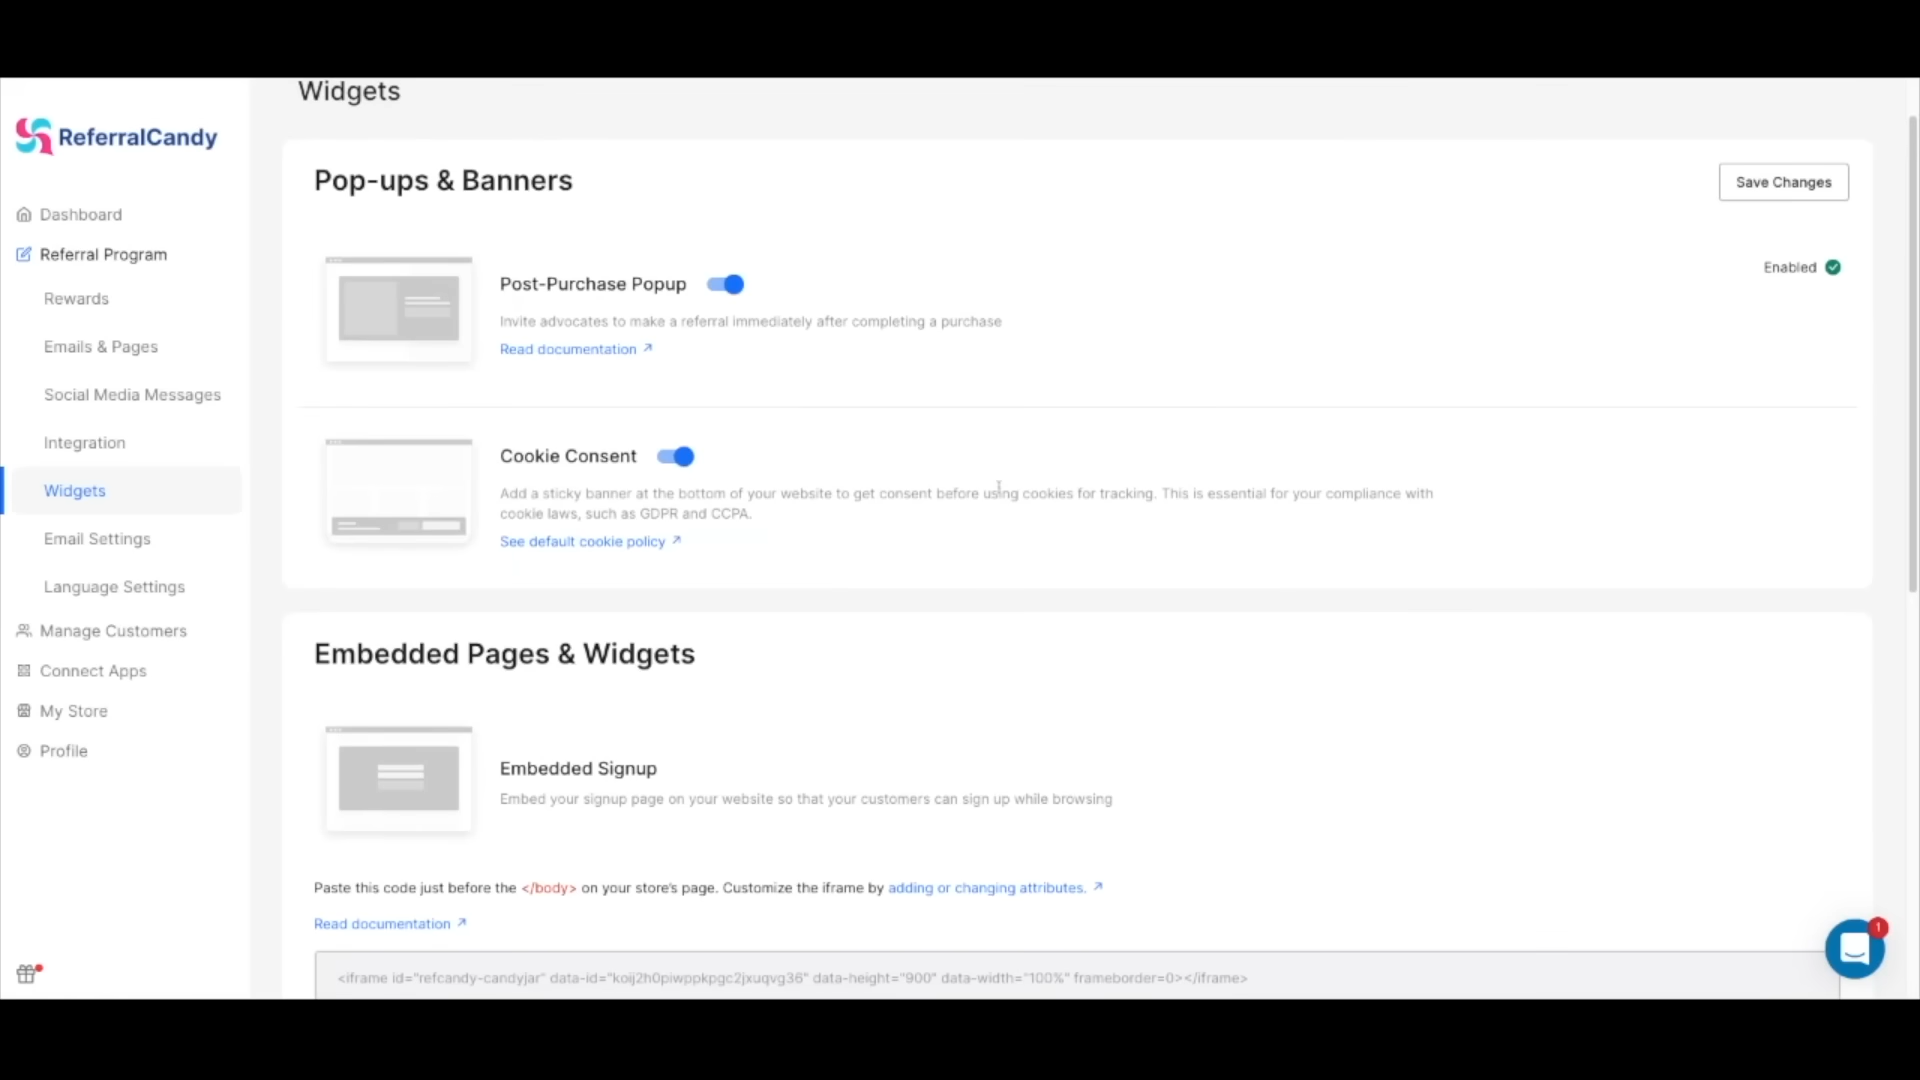 Widgets
ReferralCandy
Dashboard
Referral Program
Rewards
Emails & Pages
Social Media Messages
Integration
Widgets
Email Settings
Language Settings
Manage Customers
Connect Apps
My Store
Profile
Pop-ups & Banners
Save Changes
Post-Purchase Popup
Enabled
Invite advocates to make a referral immediately after completing a purchase
Read documentation ↗
Cookie Consent
Add a sticky banner at the bottom of your website to get consent before using cookies for tracking. This is essential for your compliance with
cookie laws, such as GDPR and CCPA.
See default cookie policy ↗
Embedded Pages & Widgets
Embedded Signup
Embed your signup page on your website so that your customers can sign up while browsing
Paste this code just before the </body> on your store's page. Customize the iframe by adding or changing attributes. ↗
Read documentation ↗
<iframe id="refcandy-candyjar" data-id="koij2h0piwppkpgc2jxuqvg36" data-height="900" data-width="100%" frameborder=0></iframe>
1